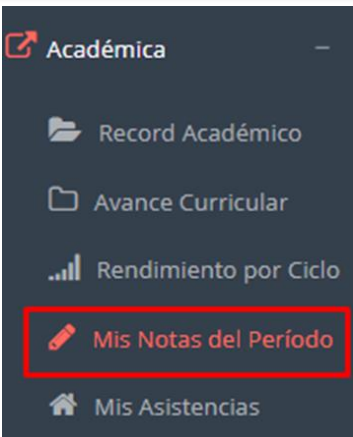 Académica
Record Académico
Avance Curricular
Rendimiento por Ciclo
Mis Notas del Período
Mis Asistencias